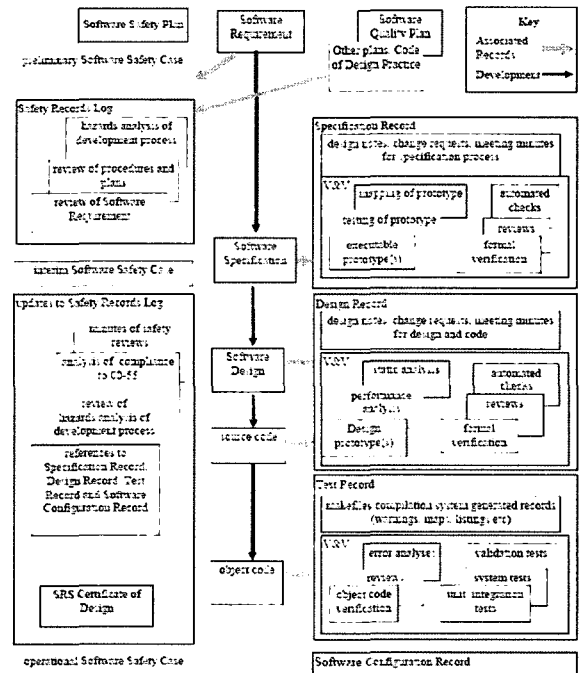 Software Safety Plan
Software
Requirement
Software
Quality Plan
Other plans, Code
of Design Practice
Key
Associated
Records
Development
preliminary Software Safety Case
Safety Records Log
hazards analysis of
development process
review of procedures and
plans
review of Software
Requirement
Specification Record
design notes, change requests, meeting minutes
for specification process
V&V
mapping of prototype
testing of prototype
executable
prototype(s)
automated
checks
reviews
formal
verification
Software
Specification
interim Software Safety Case
updates to Safety Records Log
minutes of safety
reviews
analysis of compliance
to 00-55
review of
hazards analysis of
development process
references to
Specification Record,
Design Record, Test
Record and Software
Configuration Record
SRS Certificate of
Design
Software
Design
source code
object code
Design Record
design notes, change requests, meeting minutes
for design and code
V&V
static analysis
performance
analysis
Design
prototype(s)
automated
checks
reviews
formal
verification
Test Record
makefiles compilation system generated records
(warnings, maps, listings, etc)
V&V
error analyses
reviews
object code
verification
validation tests
system tests
unit, integration
tests
operational Software Safety Case
Software Configuration Record